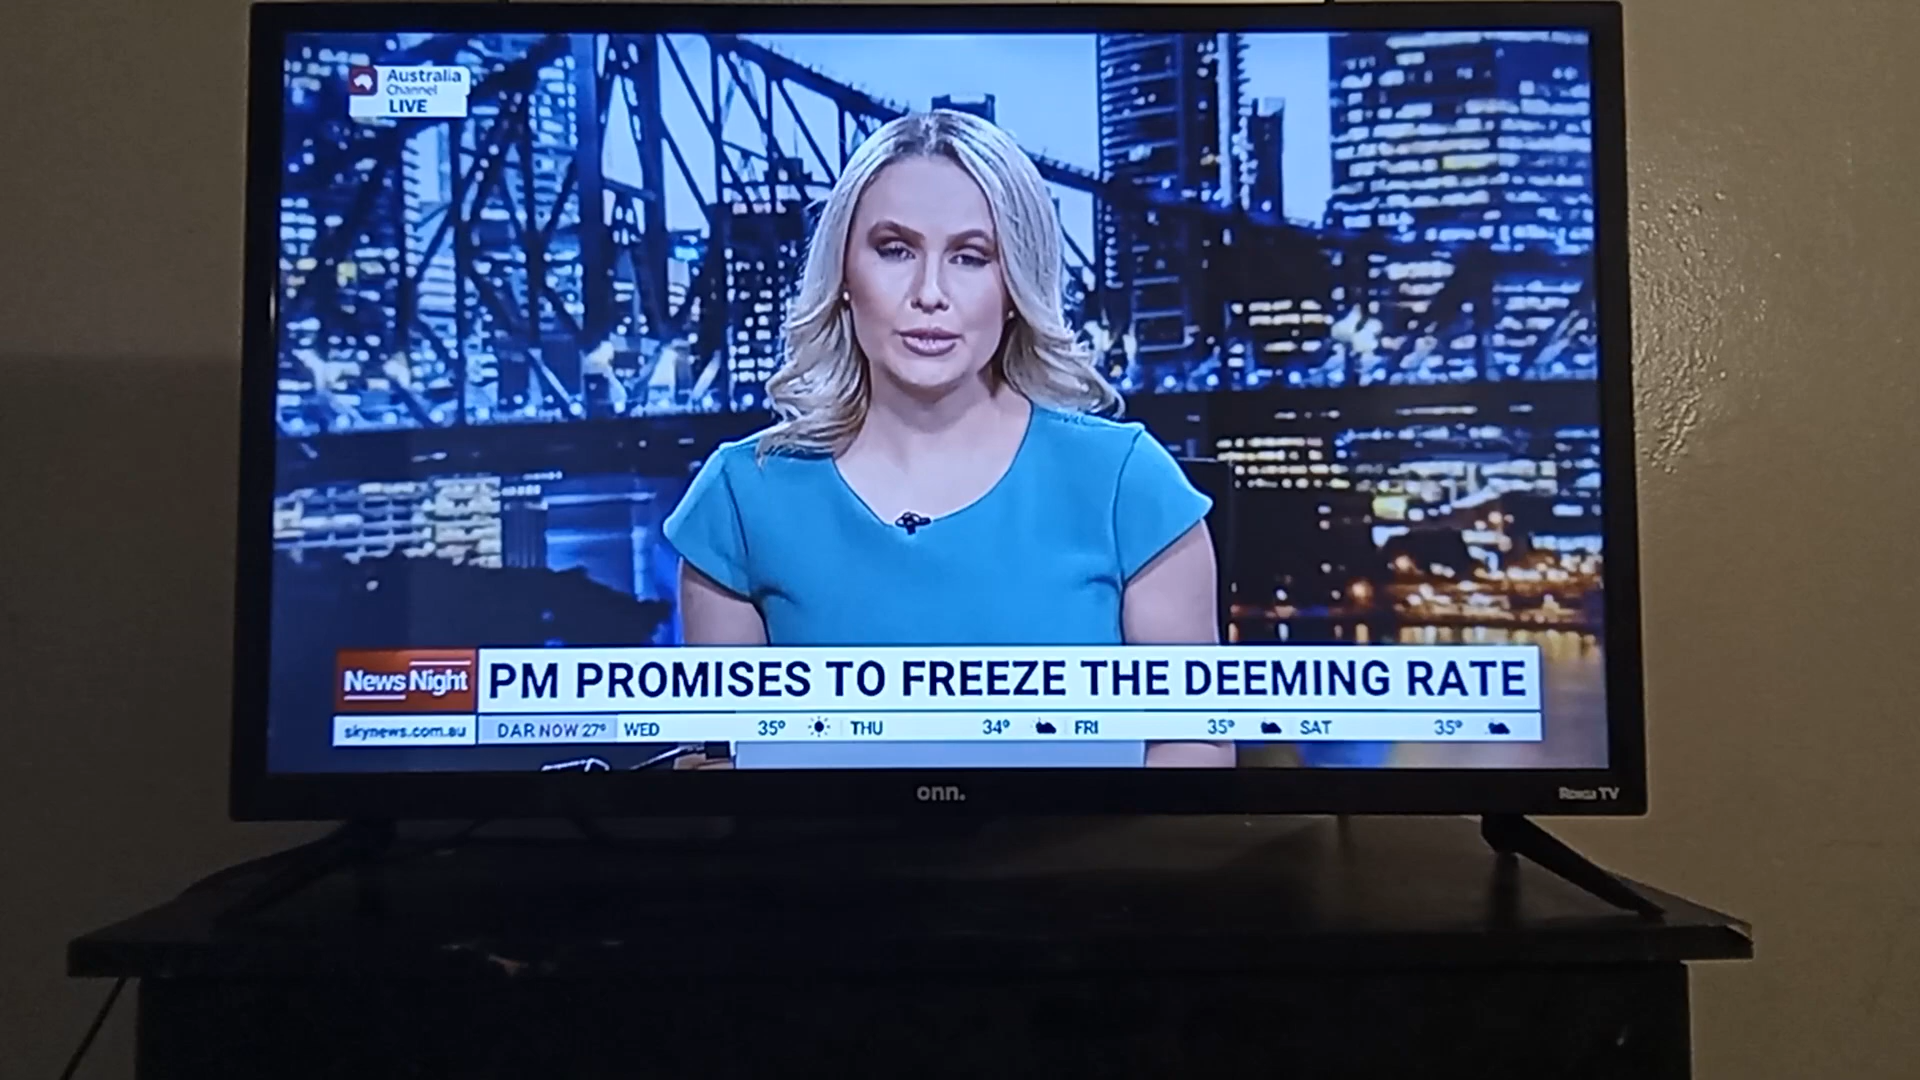 Australia
Channel
LIVE
News Night PM PROMISES TO FREEZE THE DEEMING RATE
skynews.com.au DAR NOW 27° WED 35° THU 34° FRI 35° SAT 35°
onn.
Roku TV